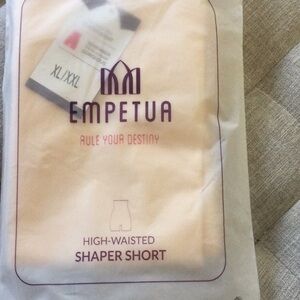 XL/XXL
EMPETUA
RULE YOUR DESTINY
HIGH-WAISTED
SHAPER SHORT